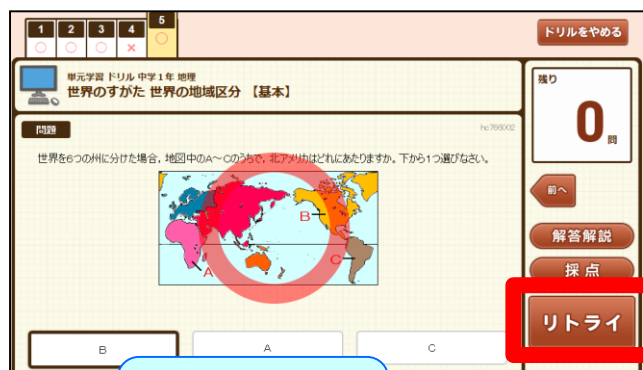 1 2 3 4 5
○ ○ ○ × ○
ドリルをやめる
単元学習 ドリル 中学1年 地理
世界のすがた 世界の地域区分 【基本】
残り
0問
問題
hc766002
世界を6つの州に分けた場合，地図中のA～Cのうちで，北アメリカはどれにあたりますか。下から1つ選びなさい。
B
A
C
前へ
解答解説
採点
リトライ
B
A
C